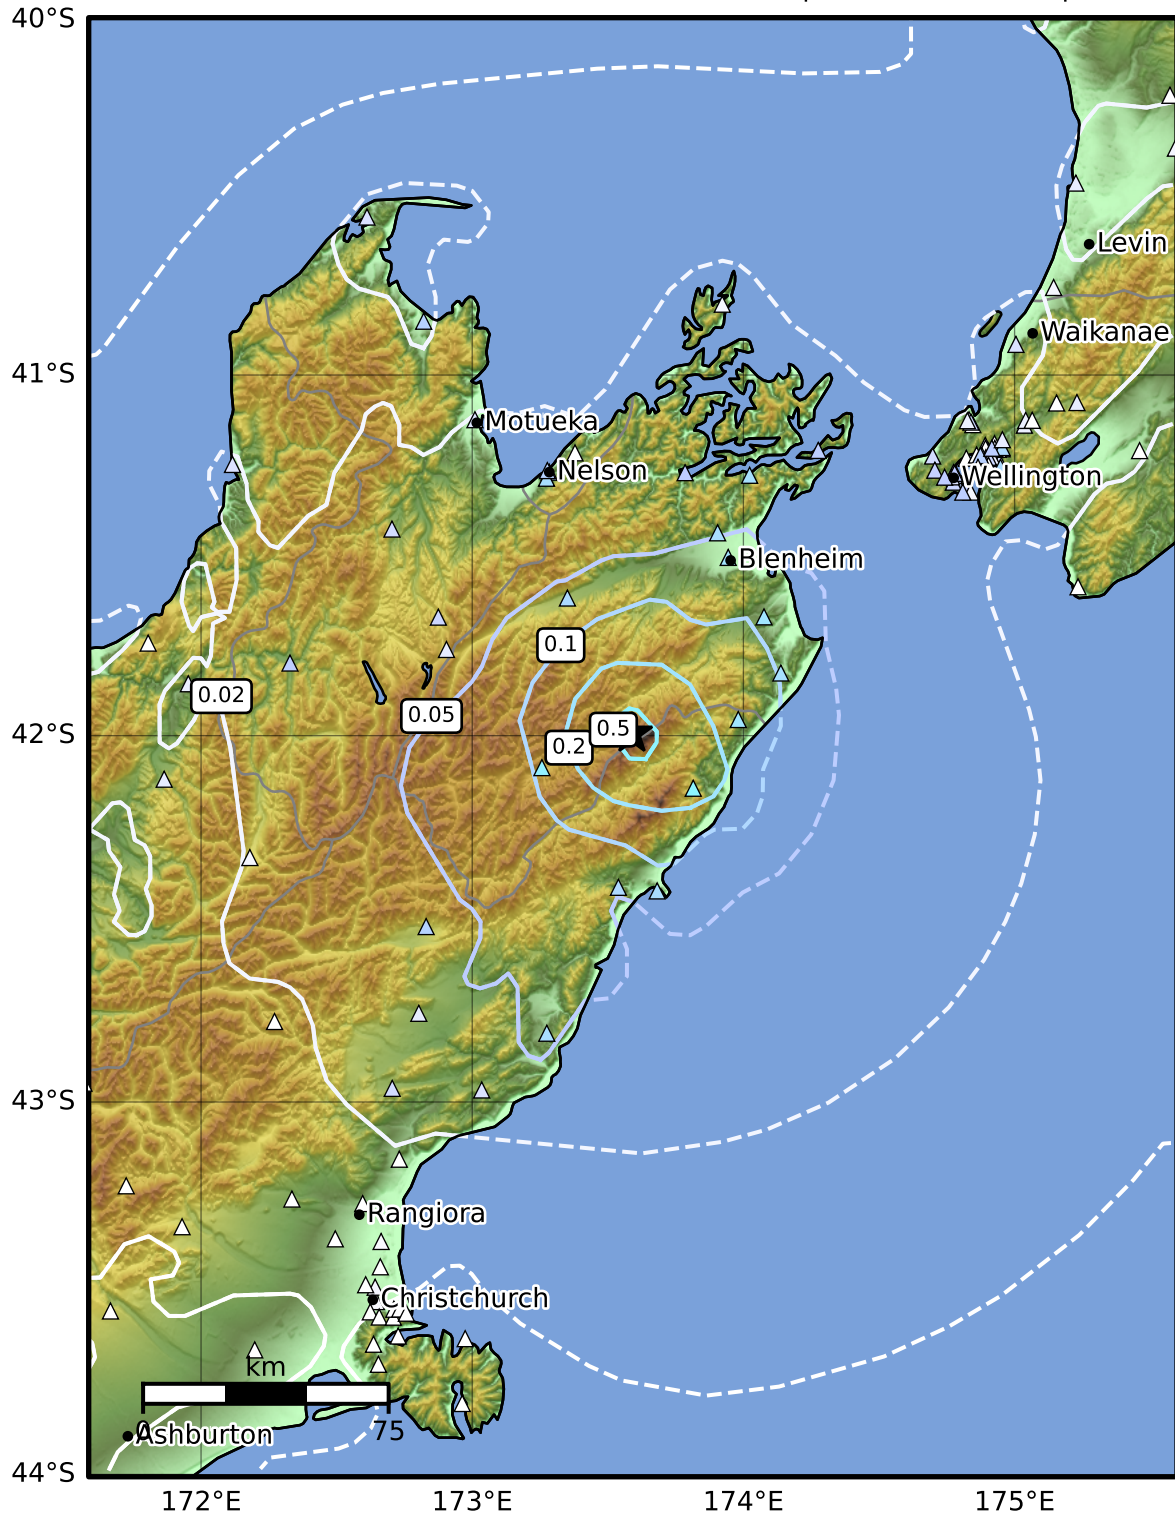 40°S
Levin
Waikanae
41°S
Motueka
Nelson
Wellington
Blenheim
0.1
0.02
0.05
0.5
42°S
0.2
43°S
Rangiora
Christchurch
km
0
75
Ashburton
44°S
172°E
173°E
174°E
175°E